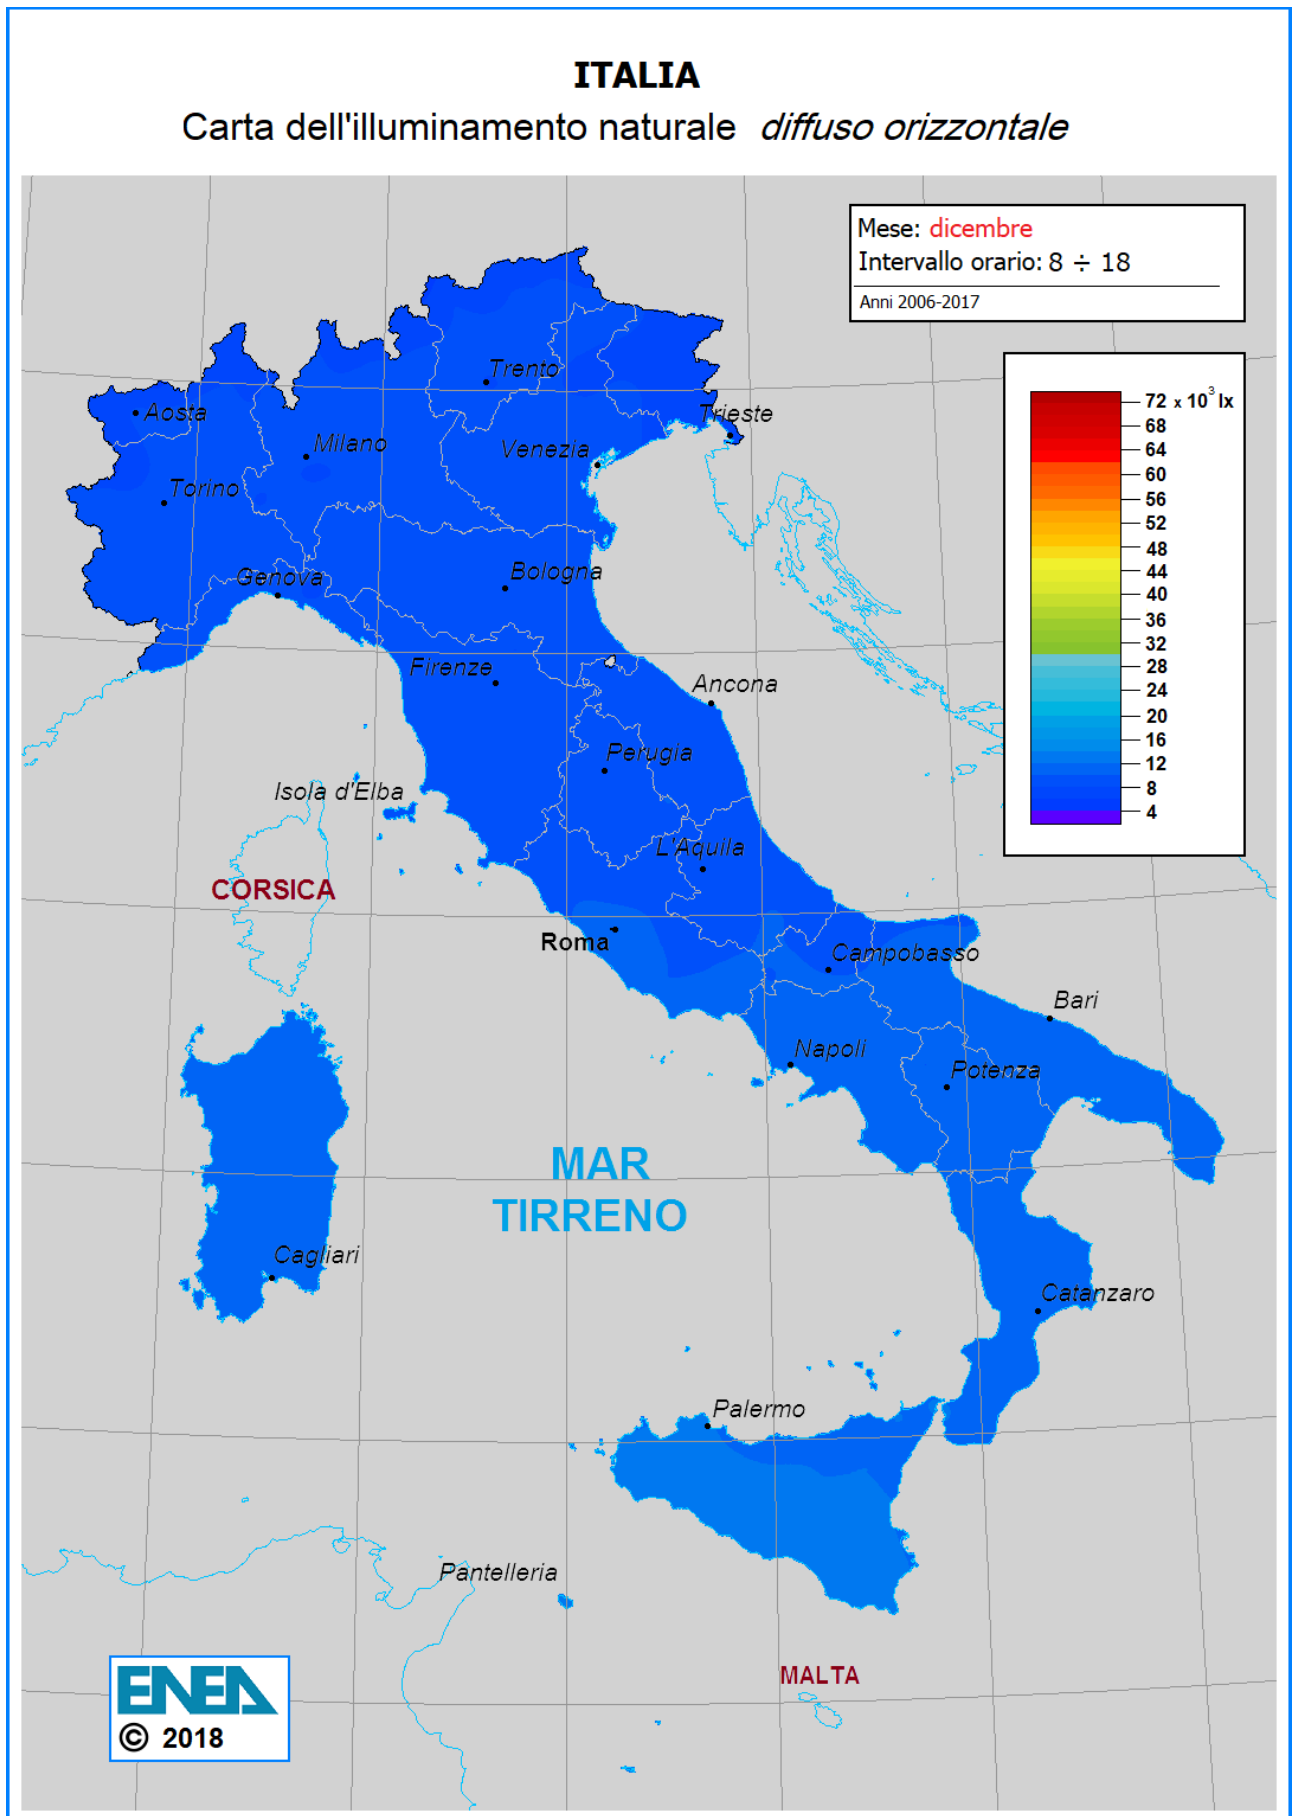 ITALIA
Carta dell'illuminamento naturale diffuso orizzontale
Mese: dicembre
Intervallo orario: 8 ÷ 18
Anni 2006-2017
72 x 10³ lx
68
64
60
56
52
48
44
40
36
32
28
24
20
16
12
8
4
Trento
Aosta
Trieste
Milano
Venezia
Torino
Genova
Bologna
Firenze
Ancona
Perugia
Isola d'Elba
L'Aquila
CORSICA
Roma
Campobasso
Bari
Napoli
Potenza
MAR
TIRRENO
Cagliari
Catanzaro
Palermo
Pantelleria
MALTA
ENEA
© 2018